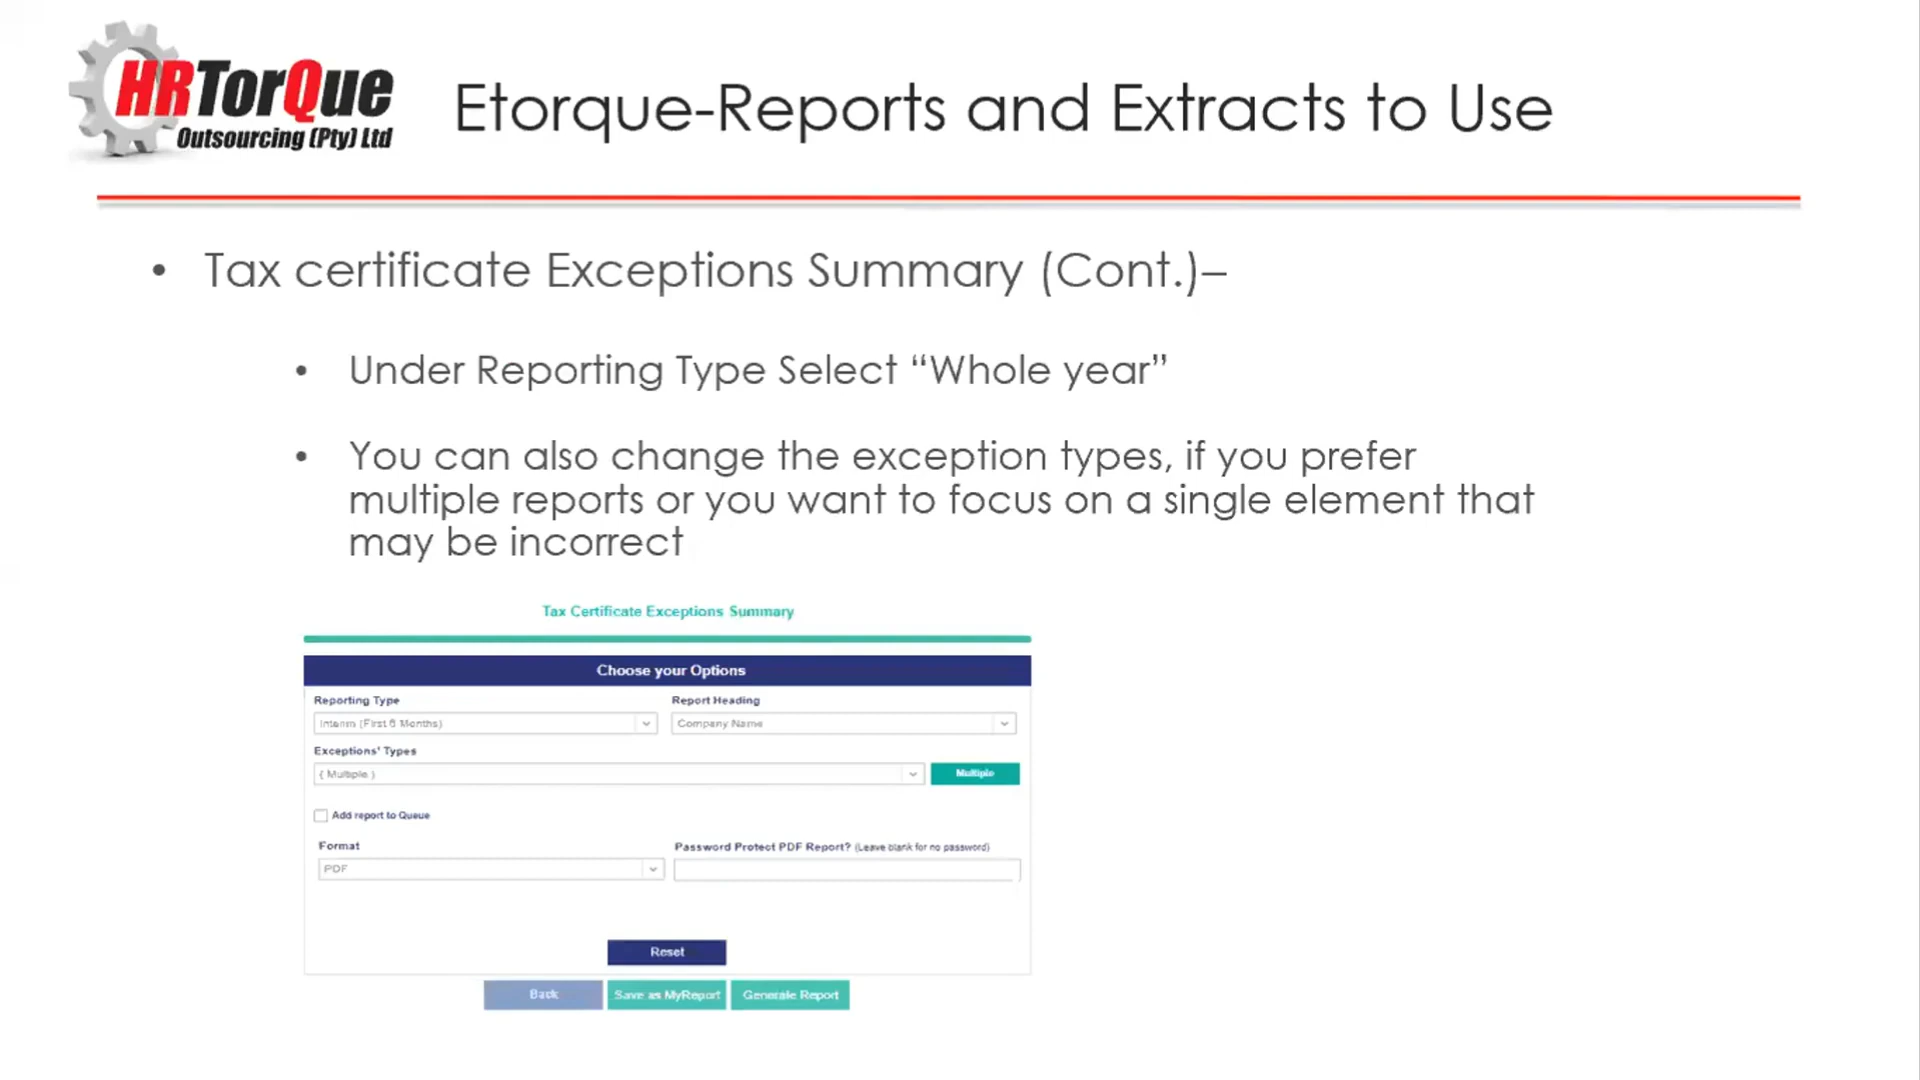 HRTorQue
Outsourcing (Pty) Ltd
Etorque-Reports and Extracts to Use
• Tax certificate Exceptions Summary (Cont.)–
• Under Reporting Type Select “Whole year”
• You can also change the exception types, if you prefer
multiple reports or you want to focus on a single element that
may be incorrect
Tax Certificate Exceptions Summary
Choose your Options
Reporting Type
Report Heading
Interim (First 6 Months)
Company Name
Exceptions' Types
( Multiple )
Multiple
Add report to Queue
Format
Password Protect PDF Report? (Leave blank for no password)
PDF
Reset
Back
Save as MyReport
Generate Report